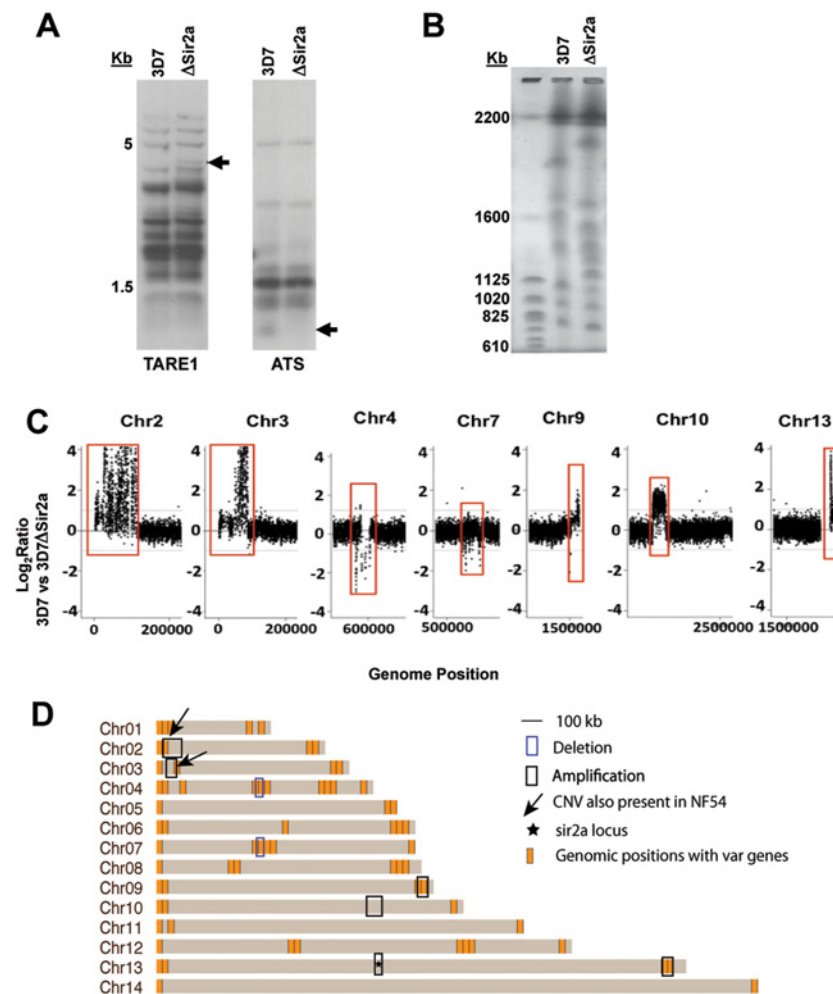 A
Kb
3D7
ΔSir2a
3D7
ΔSir2a
5
1.5
TARE1
ATS
B
Kb
3D7
ΔSir2a
2200
1600
1125
1020
825
610
C
Chr2
Chr3
Chr4
Chr7
Chr9
Chr10
Chr13
Log2Ratio
3D7 vs 3D7ΔSir2a
4
2
0
-2
-4
0
200000
4
2
0
-2
-4
0
200000
4
2
0
-2
-4
600000
4
2
0
-2
-4
500000
4
2
0
-2
-4
1500000
4
2
0
-2
-4
2500000
4
2
0
-2
-4
1500000
Genome Position
D
Chr01
Chr02
Chr03
Chr04
Chr05
Chr06
Chr07
Chr08
Chr09
Chr10
Chr11
Chr12
Chr13
Chr14
100 kb
Deletion
Amplification
CNV also present in NF54
sir2a locus
Genomic positions with var genes